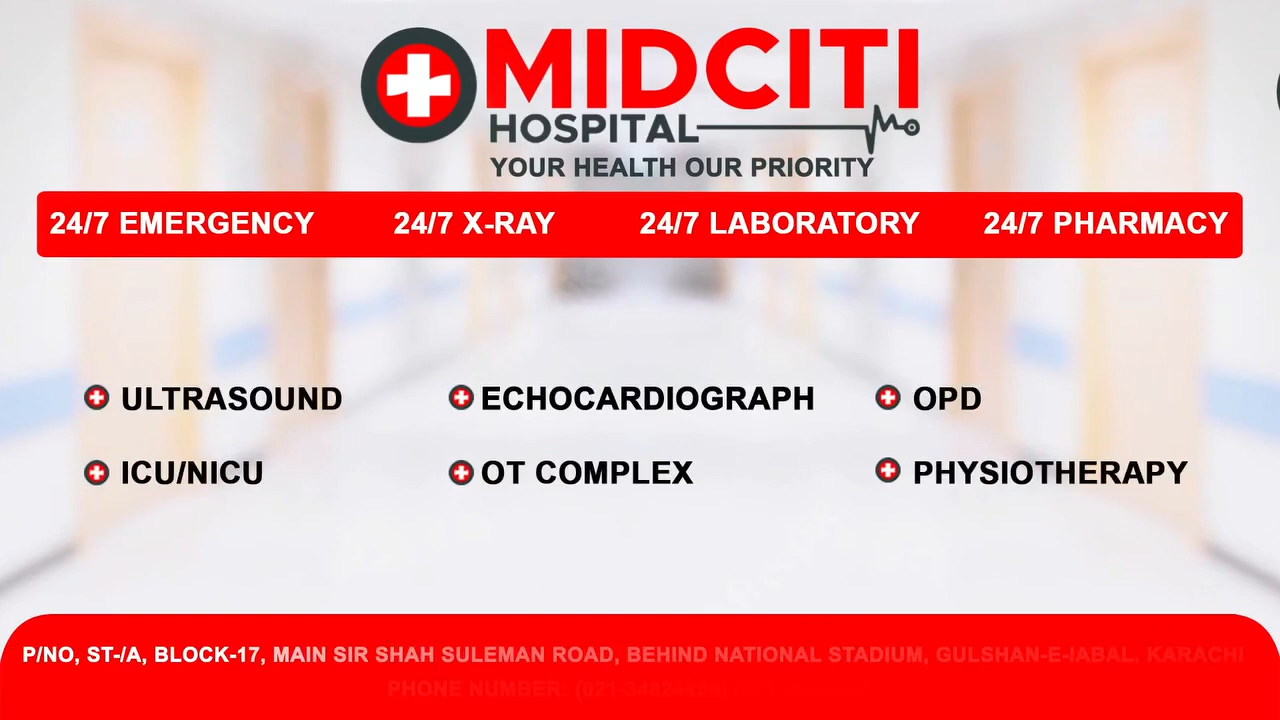 MIDCITI
HOSPITAL
YOUR HEALTH OUR PRIORITY
24/7 EMERGENCY 24/7 X-RAY 24/7 LABORATORY 24/7 PHARMACY
ULTRASOUND ECHOCARDIOGRAPH OPD
ICU/NICU OT COMPLEX PHYSIOTHERAPY
P/NO, ST-/A, BLOCK-17, MAIN SIR SHAH SULEMAN ROAD, BEHIND NATIONAL STADIUM, GULSHAN-E-IABAL, KARACHI
PHONE NUMBER: